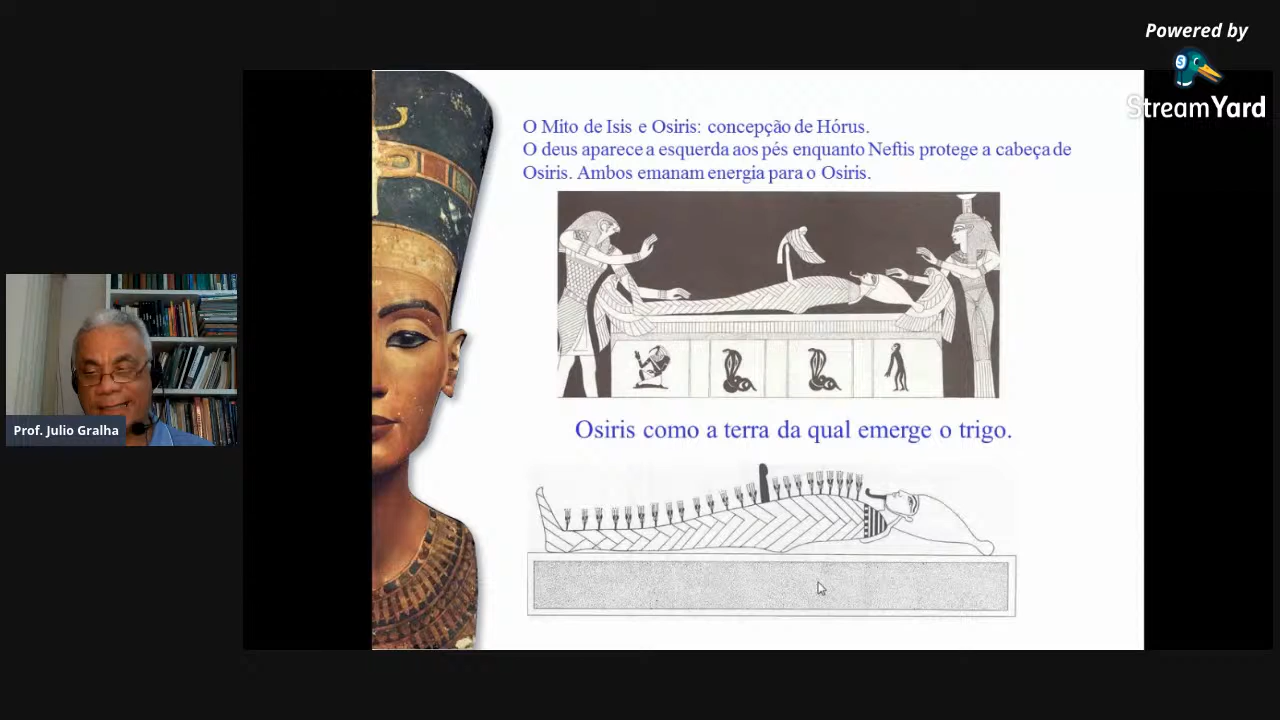 Powered by
StreamYard
O Mito de Isis e Osiris: concepção de Hórus.
O deus aparece a esquerda aos pés enquanto Neftis protege a cabeça de
Osiris. Ambos emanam energia para o Osiris.
Osiris como a terra da qual emerge o trigo.
Prof. Julio Gralha